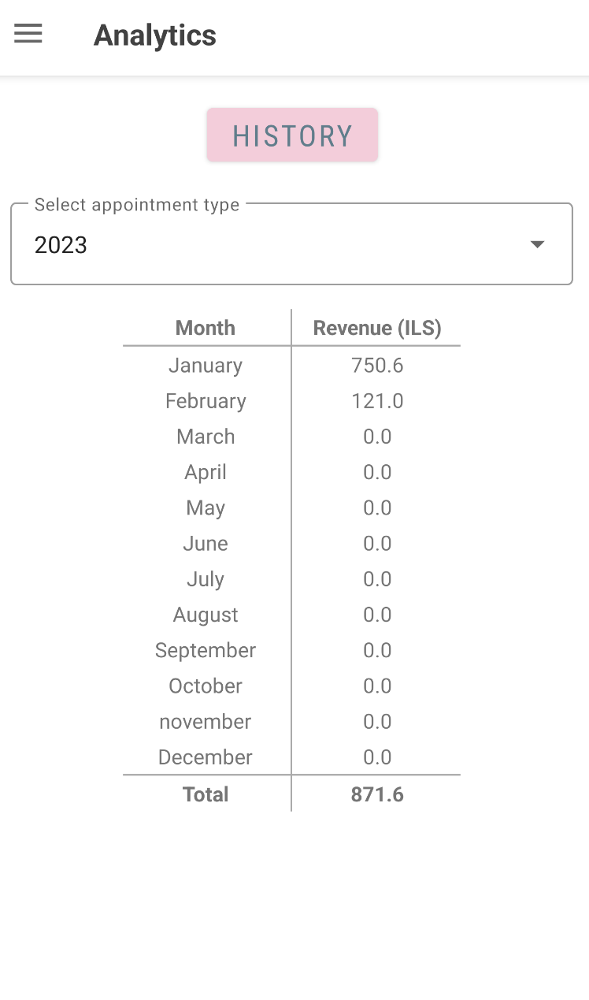 Analytics
HISTORY
Select appointment type
2023
Month Revenue (ILS)
January 750.6
February 121.0
March 0.0
April 0.0
May 0.0
June 0.0
July 0.0
August 0.0
September 0.0
October 0.0
november 0.0
December 0.0
Total 871.6